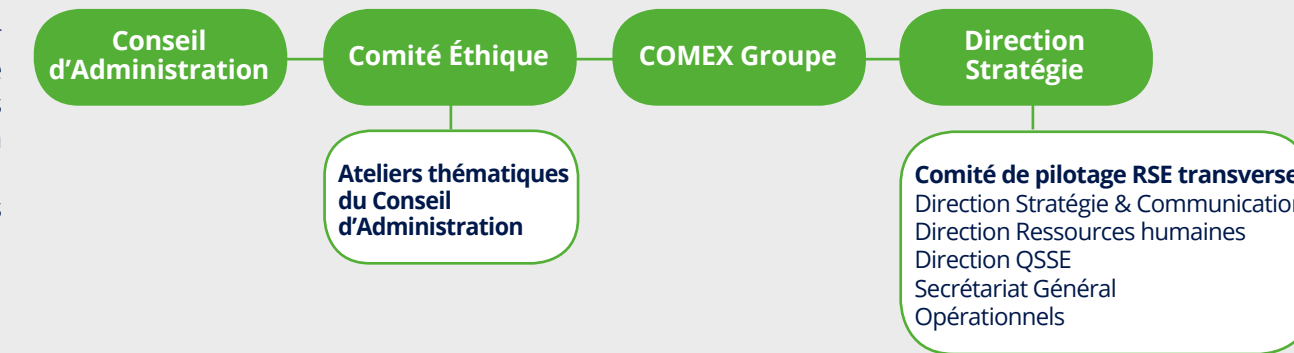 Conseil
d'Administration
Comité Éthique
COMEX Groupe
Direction
Stratégie
Ateliers thématiques
du Conseil
d'Administration
Comité de pilotage RSE transverse
Direction Stratégie & Communication
Direction Ressources humaines
Direction QSSE
Secrétariat Général
Opérationnels